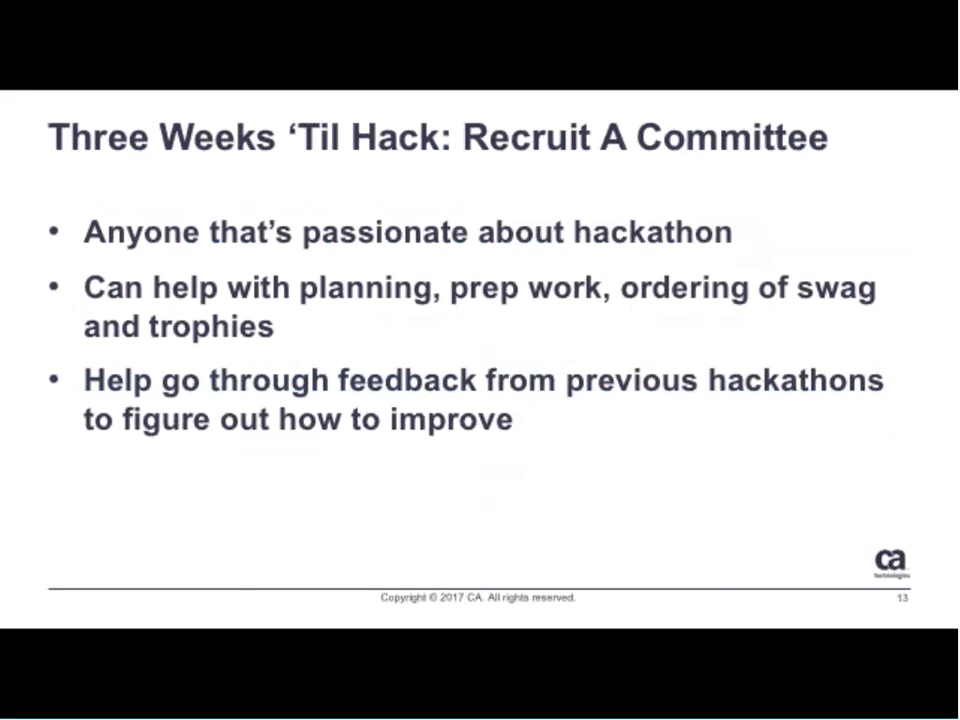 Three Weeks ‘Til Hack: Recruit A Committee
• Anyone that’s passionate about hackathon
• Can help with planning, prep work, ordering of swag
and trophies
• Help go through feedback from previous hackathons
to figure out how to improve
ca
technologies
Copyright © 2017 CA. All rights reserved.
13